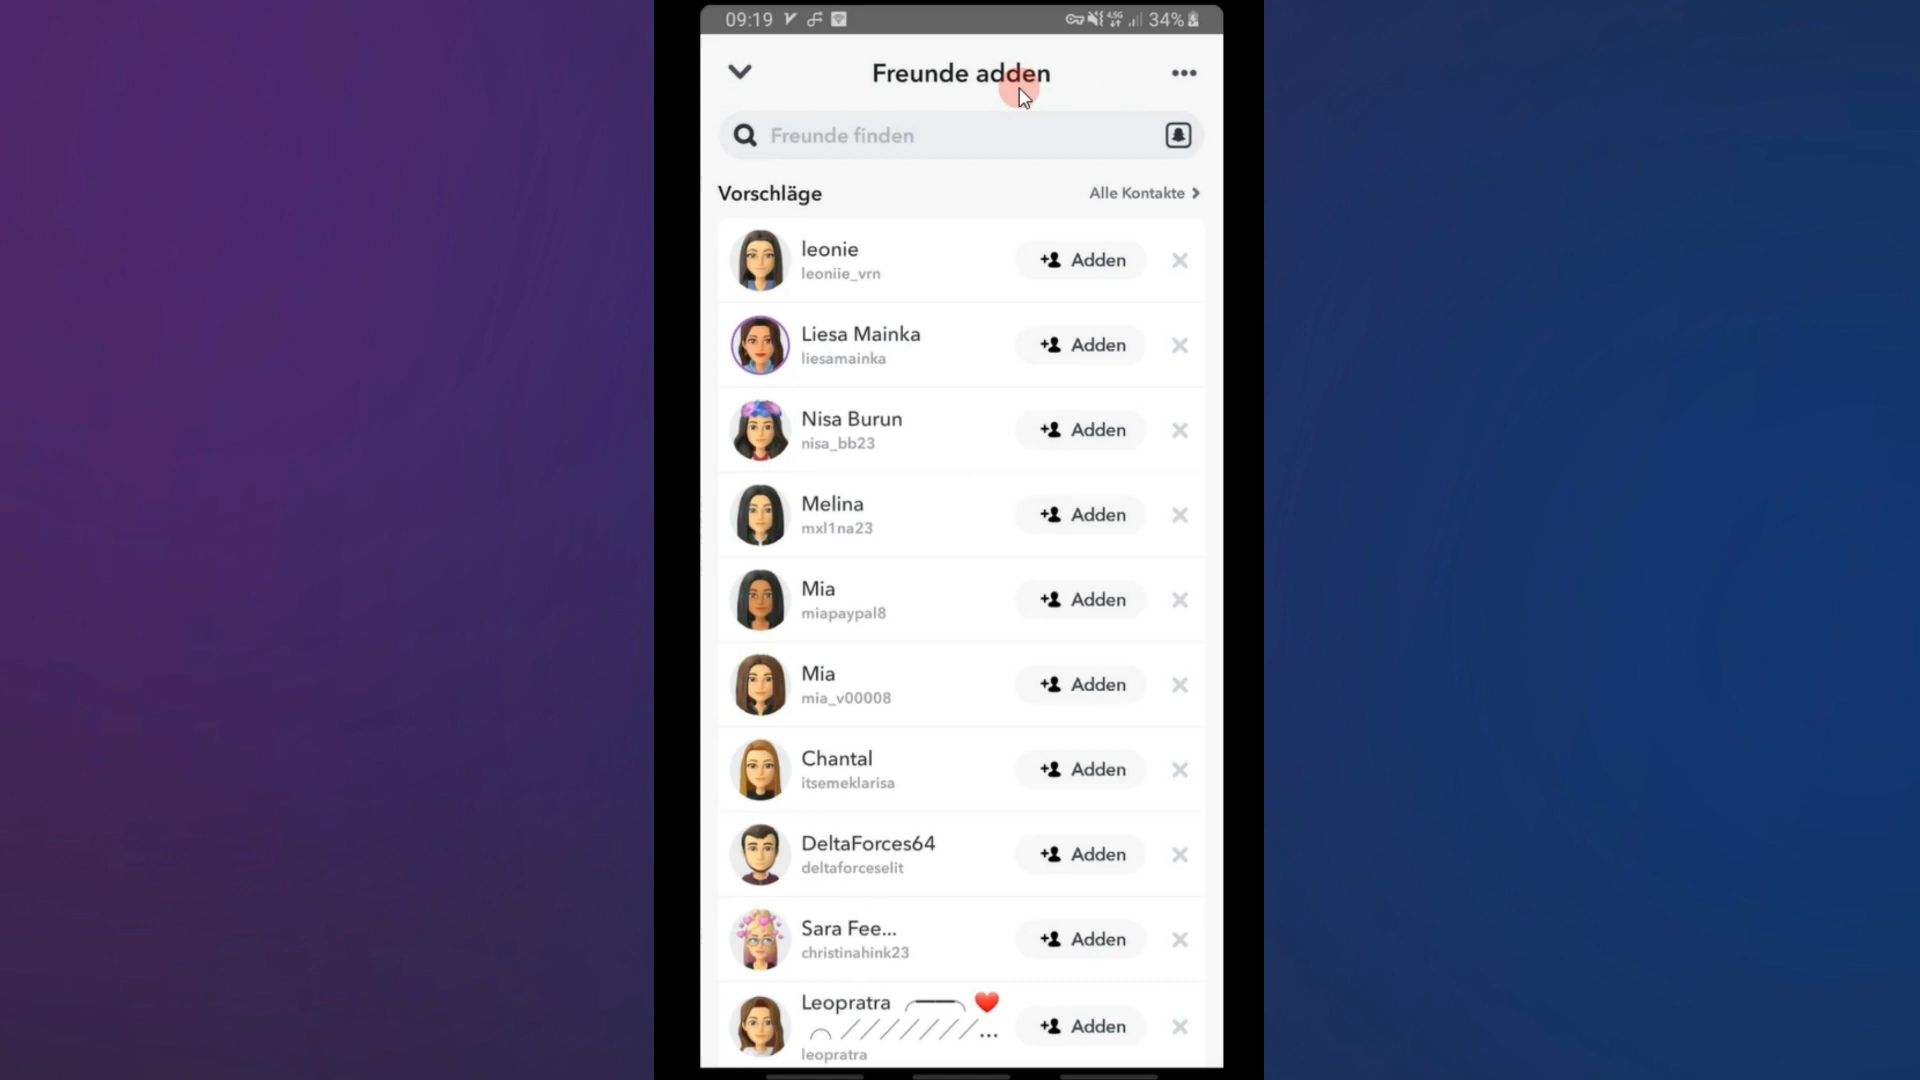 09:19 4.5G 34%
Freunde adden
Freunde finden
Vorschläge Alle Kontakte
leonie
leoniie_vrn
Adden
Liesa Mainka
liesamainka
Adden
Nisa Burun
nisa_bb23
Adden
Melina
mxl1na23
Adden
Mia
miapaypal8
Adden
Mia
mia_v00008
Adden
Chantal
itsemeklarisa
Adden
DeltaForces64
deltaforceselit
Adden
Sara Fee...
christinahink23
Adden
Leopratra ╭━━╮ ❤️
╭╮╱╱╱╱╱╱╱...
leopratra
Adden